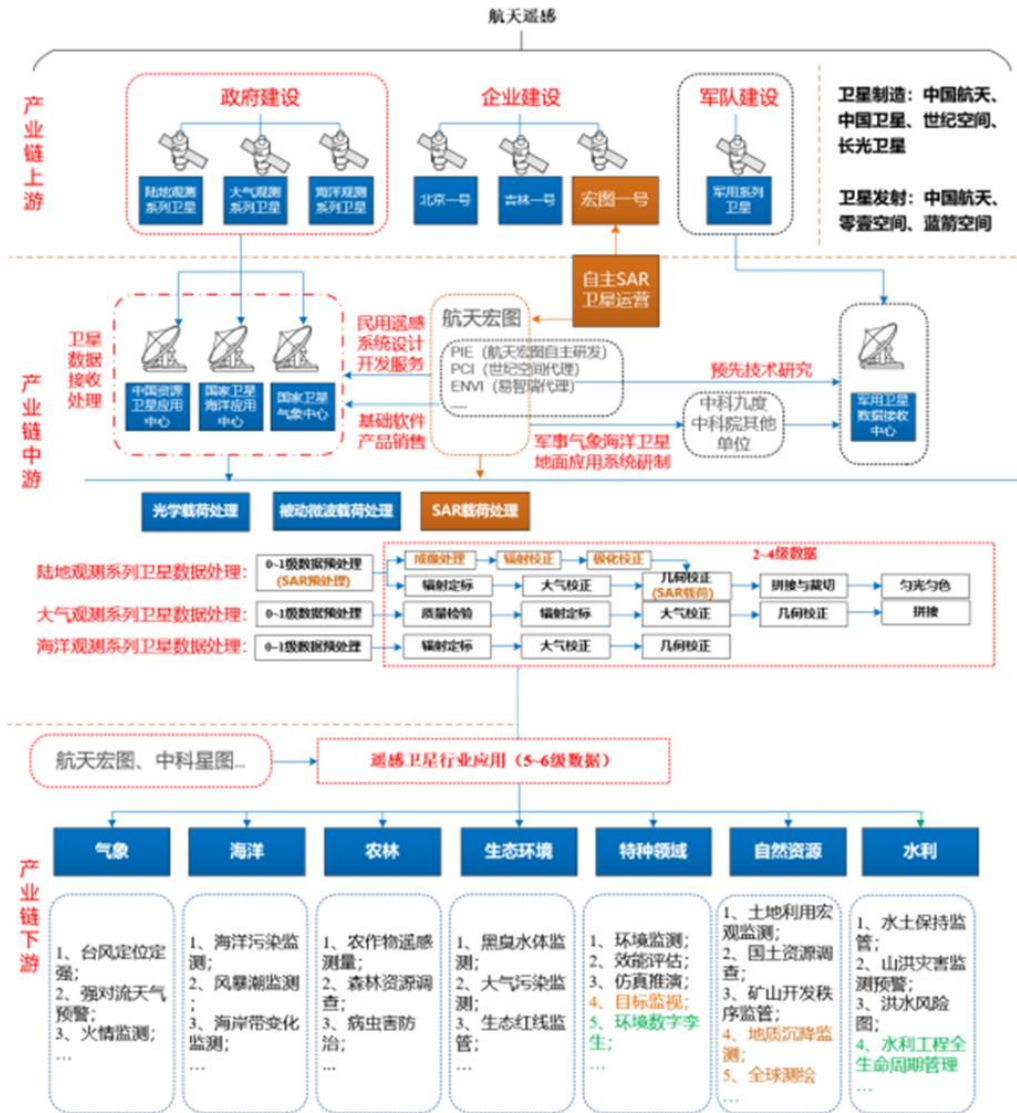 航天遥感
产业链上游
政府建设
企业建设
军队建设
陆地观测
系列卫星
大气观测
系列卫星
海洋观测
系列卫星
北京一号
吉林一号
宏图一号
军用系列
卫星
卫星制造：中国航天、
中国卫星、世纪空间、
长光卫星
卫星发射：中国航天、
零壹空间、蓝箭空间
产业链中游
卫星
数据
接收
处理
中国资源
卫星应用
中心
国家卫星
海洋应用
中心
国家卫星
气象中心
民用遥感
系统设计
开发服务
基础软件
产品销售
自主SAR
卫星运营
航天宏图
PIE（航天宏图自主研发）
PCI（世纪空间代理）
ENVI（易智瑞代理）
......
预先技术研究
中科九度
中科院其他
单位
军事气象海洋卫星
地面应用系统研制
军用卫星
数据接收
中心
光学载荷处理
被动微波载荷处理
SAR载荷处理
2~4级数据
陆地观测系列卫星数据处理：
0~1级数据预处理
(SAR预处理)
成像处理
辐射校正
极化校正
辐射定标
大气校正
几何校正
(SAR载荷)
拼接与裁切
匀光匀色
大气观测系列卫星数据处理：
0~1级数据预处理
质量检验
辐射定标
大气校正
几何校正
拼接
海洋观测系列卫星数据处理：
0~1级数据预处理
辐射定标
大气校正
几何校正
航天宏图、中科星图...
遥感卫星行业应用（5~6级数据）
产业链下游
气象
海洋
农林
生态环境
特种领域
自然资源
水利
1、台风定位定
强；
2、强对流天气
预警；
3、火情监测；
…
1、海洋污染监
测；
2、风暴潮监测
；
3、海岸带变化
监测；
…
1、农作物遥感
测量；
2、森林资源调
查；
3、病虫害防
治；
...
1、黑臭水体监
测；
2、大气污染监
测；
3、生态红线监
管；
…
1、环境监测；
2、效能评估；
3、仿真推演；
4、目标监视；
5、环境数字孪
生；
…
1、土地利用宏
观监测；
2、国土资源调
查；
3、矿山开发秩
序监管；
4、地质沉降监
测；
5、全球测绘
…
1、水土保持监
管；
2、山洪灾害监
测预警；
3、洪水风险
图；
4、水利工程全
生命周期管理
…